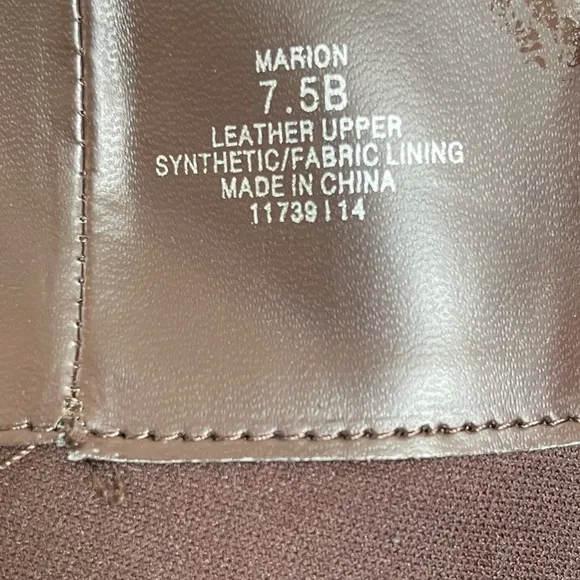 MARION
7.5B
LEATHER UPPER
SYNTHETIC/FABRIC LINING
MADE IN CHINA
11739 | 14